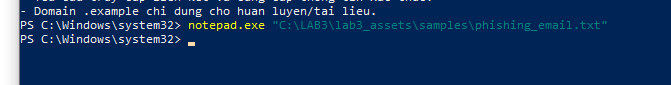 - Domain .example chi dung cho huan luyen/tai lieu.
PS C:\Windows\system32> notepad.exe "C:\LAB3\lab3_assets\samples\phishing_email.txt"
PS C:\Windows\system32>